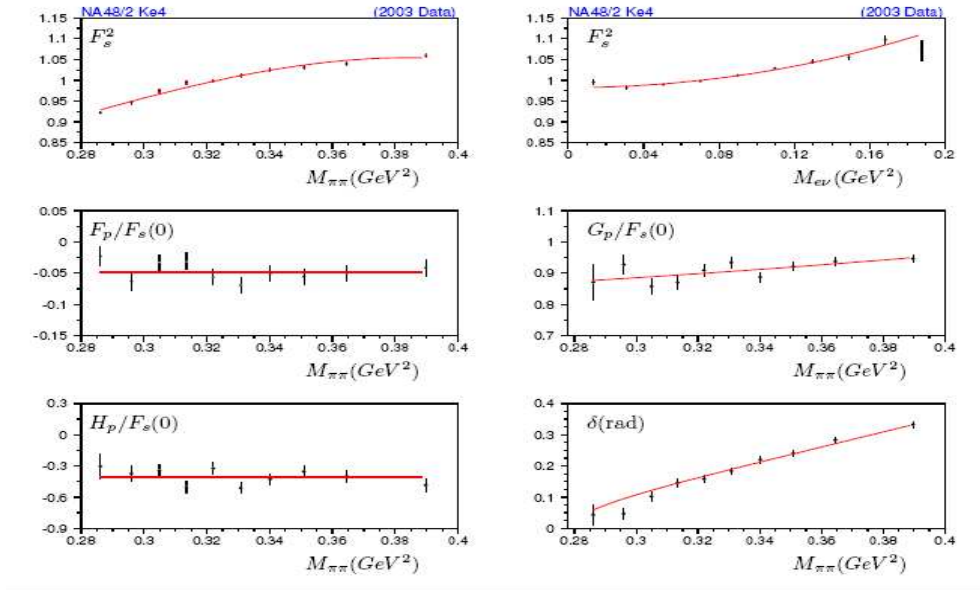 NA48/2 Ke4 (2003 Data)
F_s^2
1.15
1.1
1.05
1
0.95
0.9
0.85
0.28 0.3 0.32 0.34 0.36 0.38 0.4
M_ππ(GeV^2)
NA48/2 Ke4 (2003 Data)
F_s^2
1.15
1.1
1.05
1
0.95
0.9
0.85
0 0.04 0.08 0.12 0.16 0.2
M_eν(GeV^2)
F_p/F_s(0)
0.05
0
-0.05
-0.1
-0.15
0.28 0.3 0.32 0.34 0.36 0.38 0.4
M_ππ(GeV^2)
G_p/F_s(0)
1.1
1
0.9
0.8
0.7
0.28 0.3 0.32 0.34 0.36 0.38 0.4
M_ππ(GeV^2)
H_p/F_s(0)
0.3
0
-0.3
-0.6
-0.9
0.28 0.3 0.32 0.34 0.36 0.38 0.4
M_ππ(GeV^2)
δ(rad)
0.4
0.3
0.2
0.1
0
0.28 0.3 0.32 0.34 0.36 0.38 0.4
M_ππ(GeV^2)